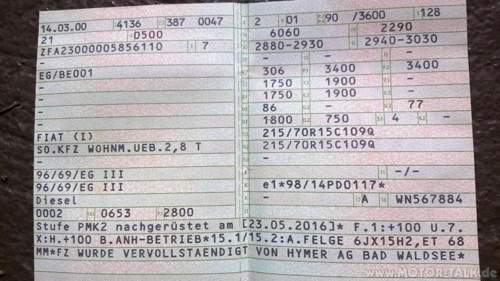 14.03.00 4136 387 0047
21 0500
ZFA23000005856110 7
-
EG/BE001
-
-
-
FIAT (I)
SO.KFZ WOHNM.UEB.2,8 T
-
96/69/EG III
96/69/EG III
Diesel
0002 0653 2800
2 01 90 /3600 128
6060 2290
2880-2930 2940-3030
- - -
306 3400 3400
1750 1900 -
1750 1900 -
86 - 77
1800 750 4 -
215/70R15C109Q
215/70R15C109Q
-
- -/-
e1*98/14PD0117*
- A WN567884
Stufe PMK2 nachgerüstet am [23.05.2016]* F.1:+100 U.7.
X:H.+100 B.ANH-BETRIEB*15.1/15.2:A.FELGE 6JX15H2,ET 68
MM*FZ WURDE VERVOLLSTAENDIGT VON HYMER AG BAD WALDSEE*
MOTOR-TALK.de